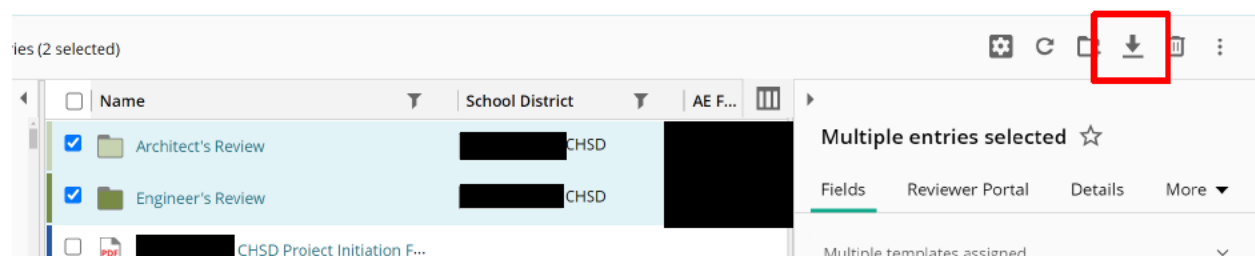 ies (2 selected)
Name School District AE F...
Architect's Review CHSD
Engineer's Review CHSD
PDF CHSD Project Initiation F...
Multiple entries selected
Fields Reviewer Portal Details More
Multiple templates assigned